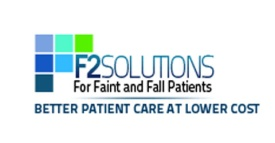 F2SOLUTIONS
For Faint and Fall Patients
BETTER PATIENT CARE AT LOWER COST